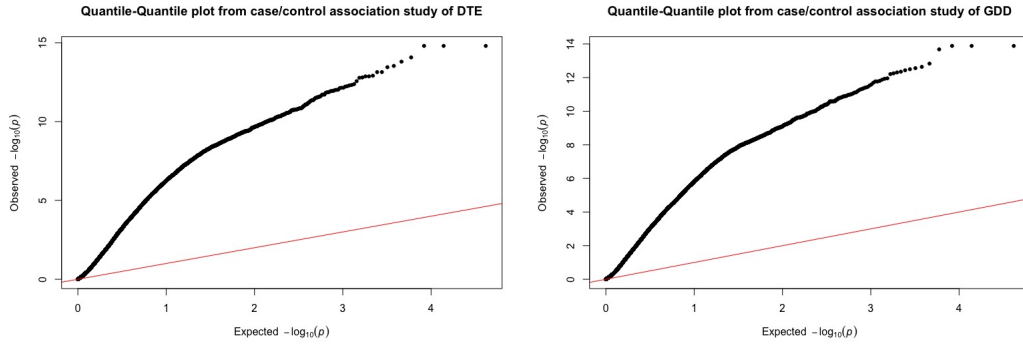 Quantile-Quantile plot from case/control association study of DTE
Observed −log10(p)
15
10
5
0
0 1 2 3 4
Expected −log10(p)
Quantile-Quantile plot from case/control association study of GDD
Observed −log10(p)
14
12
10
8
6
4
2
0
0 1 2 3 4
Expected −log10(p)